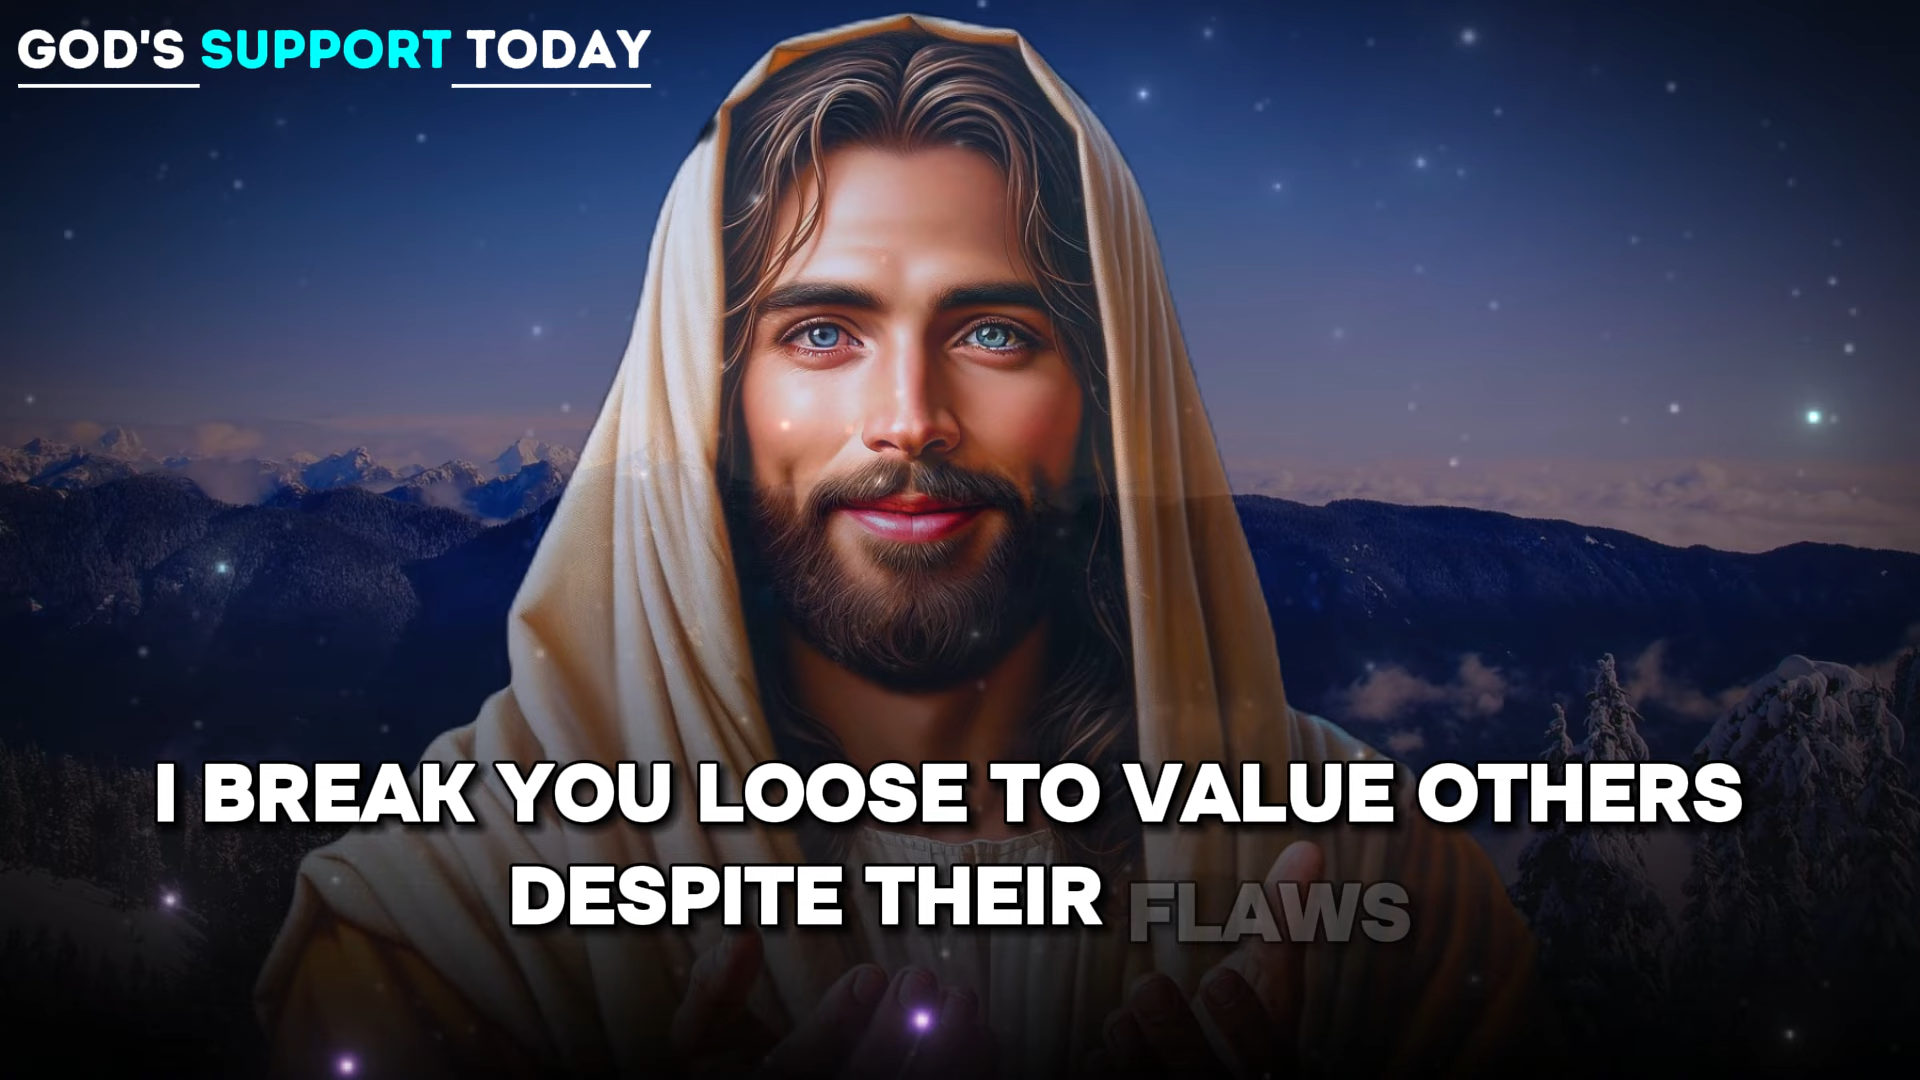 GOD'S SUPPORT TODAY
I BREAK YOU LOOSE TO VALUE OTHERS
DESPITE THEIR FLAWS